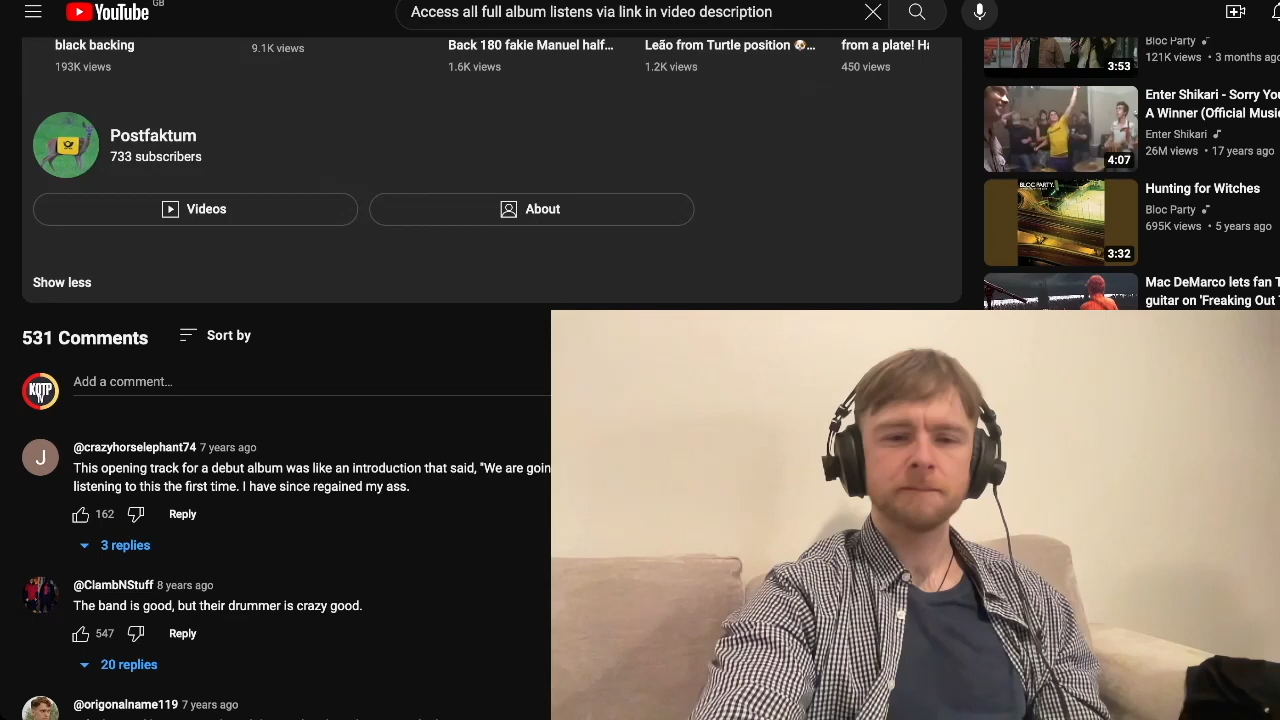 YouTube GB
Access all full album listens via link in video description
black backing
193K views
9.1K views
Back 180 fakie Manuel half...
1.6K views
Leão from Turtle position 🐶...
1.2K views
from a plate!
450 views
Postfaktum
733 subscribers
Videos
About
Show less
531 Comments
Sort by
KOTP
TV
Add a comment...
J
@crazyhorselephant74 7 years ago
This opening track for a debut album was like an introduction that said, "We are goin
listening to this the first time. I have since regained my ass.
162
Reply
3 replies
@ClambNStuff 8 years ago
The band is good, but their drummer is crazy good.
547
Reply
20 replies
@origonalname119 7 years ago
Bloc Party
121K views • 3 months ago
3:53
Enter Shikari - Sorry You
A Winner (Official Music
Enter Shikari
26M views • 17 years ago
4:07
BLOC PARTY.
Hunting for Witches
Bloc Party
695K views • 5 years ago
3:32
Mac DeMarco lets fan
guitar on 'Freaking Out